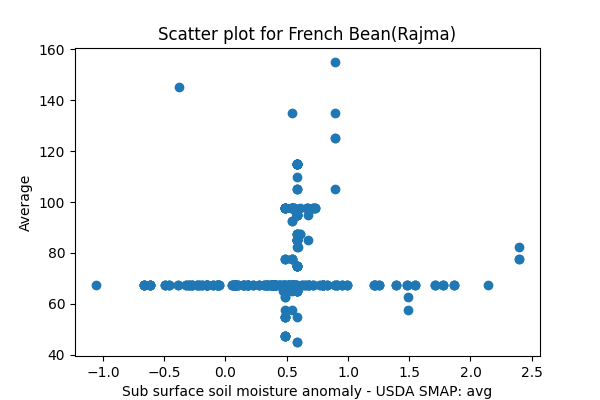 Scatter plot for French Bean(Rajma)
160
140
120
100
80
60
40
Average
−1.0 −0.5 0.0 0.5 1.0 1.5 2.0 2.5
Sub surface soil moisture anomaly - USDA SMAP: avg